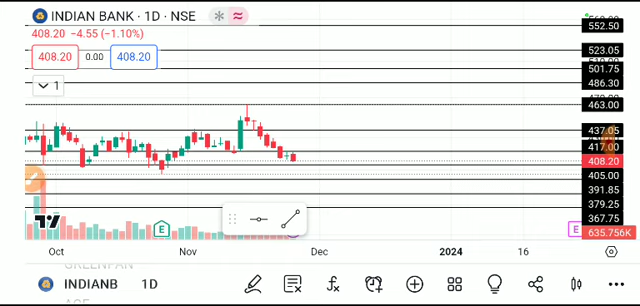 INDIAN BANK · 1D · NSE
408.20 −4.55 (−1.10%)
408.20 0.00 408.20
1
552.50
523.05
501.75
486.30
463.00
437.05
417.00
408.20
405.00
391.85
379.25
367.75
635.756K
E
E
Oct Nov Dec 2024 16
INDIANB 1D